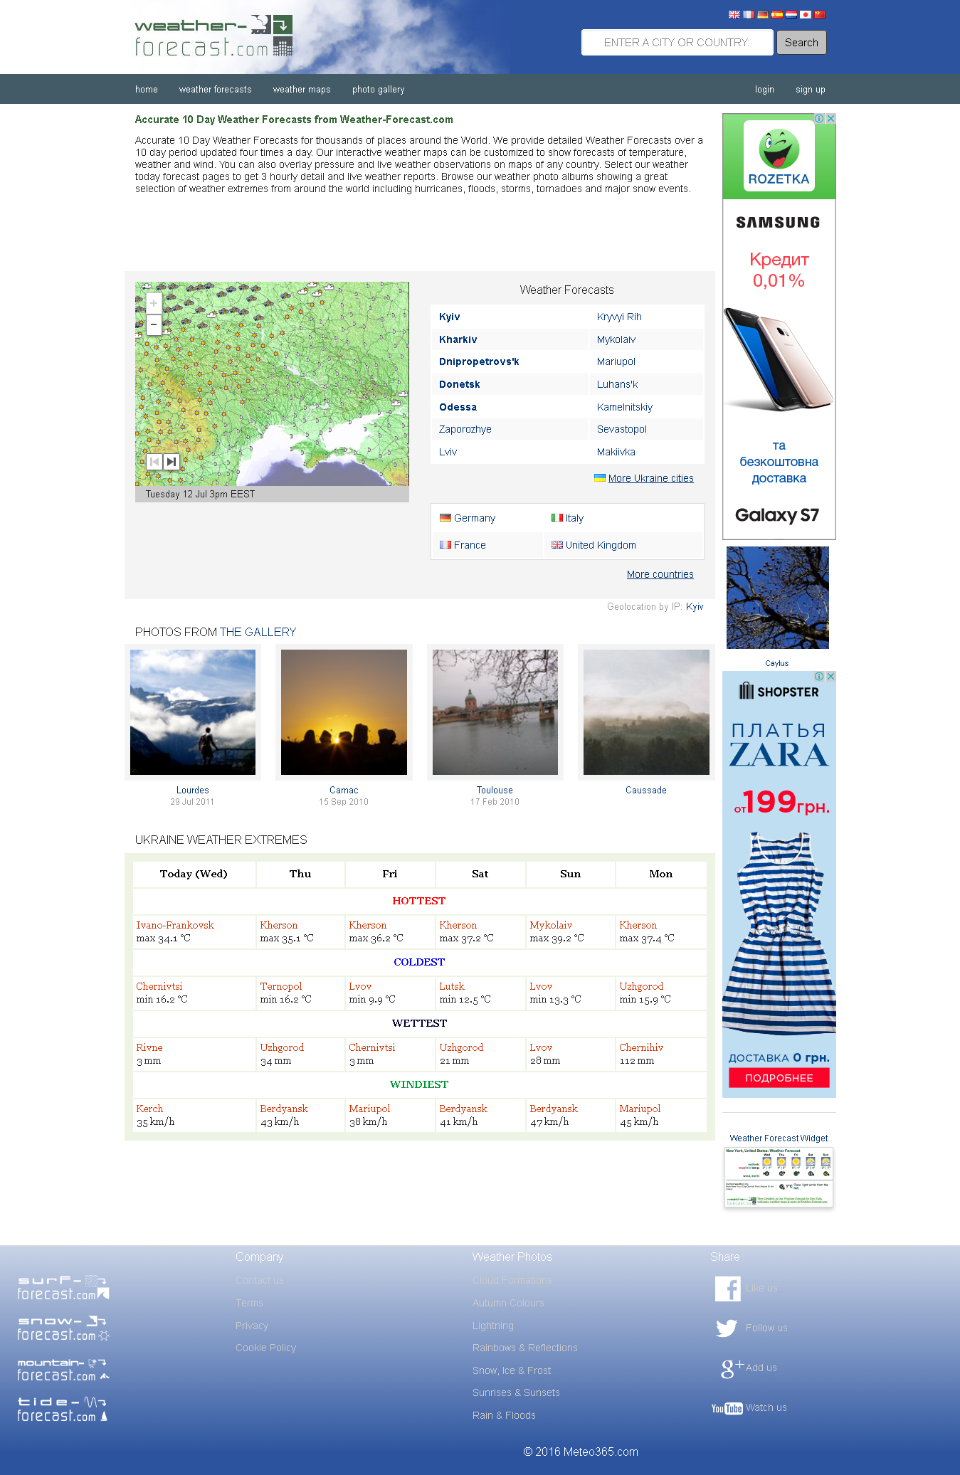 weather-
forecast.com
ENTER A CITY OR COUNTRY:
Search
home
weather forecasts
weather maps
photo gallery
login
sign up
Accurate 10 Day Weather Forecasts from Weather-Forecast.com
Accurate 10 Day Weather Forecasts for thousands of places around the World. We provide detailed Weather Forecasts over a
10 day period updated four times a day. Our interactive weather maps can be customized to show forecasts of temperature,
weather and wind. You can also overlay pressure and live weather observations on maps of any country. Select our weather
today forecast pages to get 3 hourly detail and live weather reports. Browse our weather photo albums showing a great
selection of weather extremes from around the world including hurricanes, floods, storms, tornadoes and major snow events.
ROZETKA
SAMSUNG
Кредит
0,01%
та
безкоштовна
доставка
Galaxy S7
Tuesday 12 Jul 3pm EEST
Weather Forecasts
Kyiv Kryvyi Rih
Kharkiv Mykolaiv
Dnipropetrovs'k Mariupol
Donetsk Luhans'k
Odessa Kamelnitskiy
Zaporozhye Sevastopol
Lviv Makiivka
More Ukraine cities
Germany Italy
France United Kingdom
More countries
Geolocation by IP: Kyiv
Caylus
PHOTOS FROM THE GALLERY
Lourdes
29 Jul 2011
Carnac
15 Sep 2010
Toulouse
17 Feb 2010
Caussade
SHOPSTER
ПЛАТЬЯ
ZARA
от 199 грн.
ДОСТАВКА 0 грн.
ПОДРОБНЕЕ
UKRAINE WEATHER EXTREMES
Today (Wed) Thu Fri Sat Sun Mon
HOTTEST
Ivano-Frankovsk Kherson Kherson Kherson Mykolaiv Kherson
max 34.1 °C max 35.1 °C max 36.2 °C max 37.2 °C max 39.2 °C max 37.4 °C
COLDEST
Chernivtsi Ternopol Lvov Lutsk Lvov Uzhgorod
min 16.2 °C min 16.2 °C min 9.9 °C min 12.5 °C min 13.3 °C min 15.9 °C
WETTEST
Rivne Uzhgorod Chernivtsi Uzhgorod Lvov Chernihiv
3 mm 34 mm 3 mm 21 mm 28 mm 112 mm
WINDIEST
Kerch Berdyansk Mariupol Berdyansk Berdyansk Mariupol
35 km/h 43 km/h 38 km/h 41 km/h 47 km/h 45 km/h
Weather Forecast Widget
New York, United States: Weather Forecast
surf-
forecast.com
snow-
forecast.com
mountain-
forecast.com
tide-
forecast.com
Company
Contact us
Terms
Privacy
Cookie Policy
Weather Photos
Cloud Formations
Autumn Colours
Lightning
Rainbows & Reflections
Snow, Ice & Frost
Sunrises & Sunsets
Rain & Floods
Share
Like us
Follow us
Add us
YouTube Watch us
© 2016 Meteo365.com